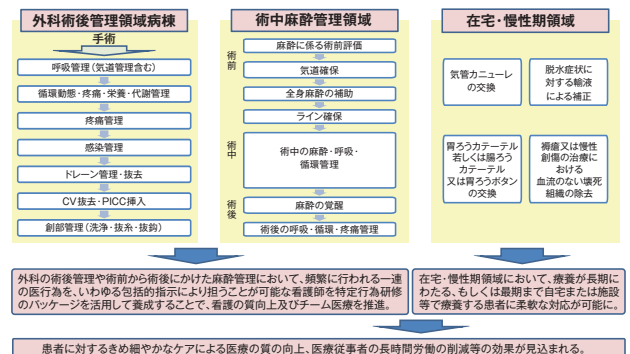 外科術後管理領域病棟
手術
呼吸管理（気道管理含む）
循環動態・疼痛・栄養・代謝管理
疼痛管理
感染管理
ドレーン管理・抜去
CV抜去・PICC挿入
創部管理（洗浄・抜糸・抜鉤）
術中麻酔管理領域
術前
麻酔に係る術前評価
気道確保
全身麻酔の補助
ライン確保
術中
術中の麻酔・呼吸・
循環管理
術後
麻酔の覚醒
術後の呼吸・循環・疼痛管理
在宅・慢性期領域
気管カニューレ
の交換
脱水症状に
対する輸液
による補正
胃ろうカテーテル
若しくは腸ろう
カテーテル
又は胃ろうボタン
の交換
褥瘡又は慢性
創傷の治療に
おける
血流のない壊死
組織の除去
外科の術後管理や術前から術後にかけた麻酔管理において、頻繁に行われる一連
の医行為を、いわゆる包括的指示により担うことが可能な看護師を特定行為研修
のパッケージを活用して養成することで、看護の質向上及びチーム医療を推進。
在宅・慢性期領域において、療養が長期に
わたる、もしくは最期まで自宅または施設
等で療養する患者に柔軟な対応が可能に。
患者に対するきめ細やかなケアによる医療の質の向上、医療従事者の長時間労働の削減等の効果が見込まれる。